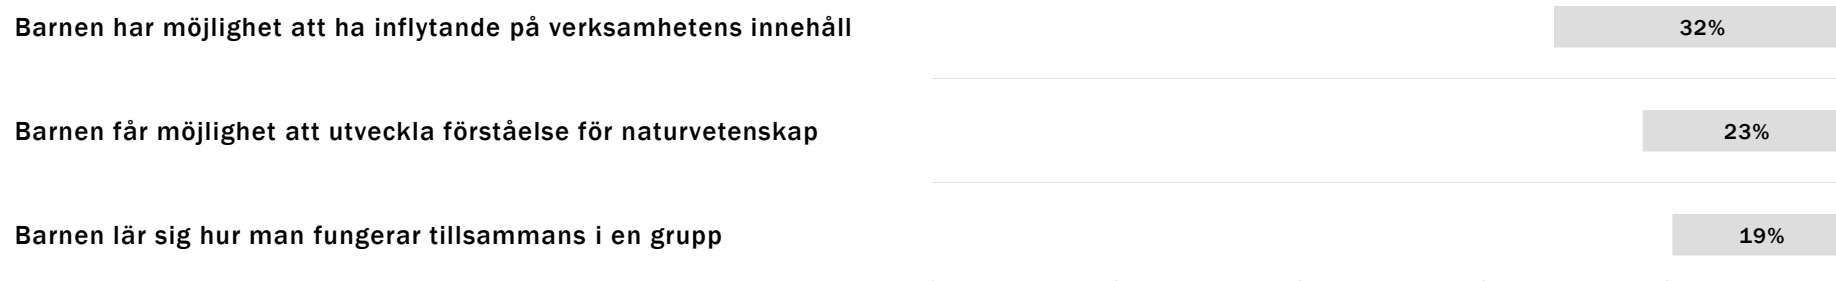 Barnen har möjlighet att ha inflytande på verksamhetens innehåll 32%
Barnen får möjlighet att utveckla förståelse för naturvetenskap 23%
Barnen lär sig hur man fungerar tillsammans i en grupp 19%